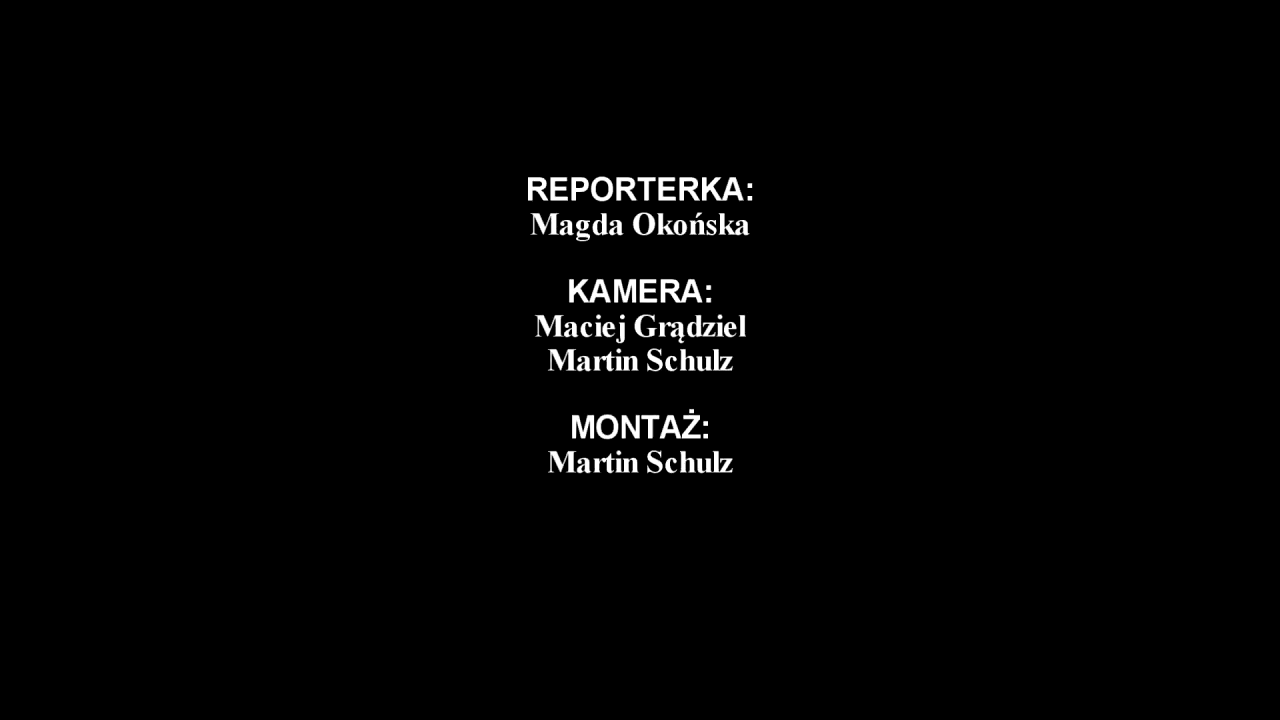 REPORTERKA:
Magda Okońska
KAMERA:
Maciej Grądziel
Martin Schulz
MONTAŻ:
Martin Schulz